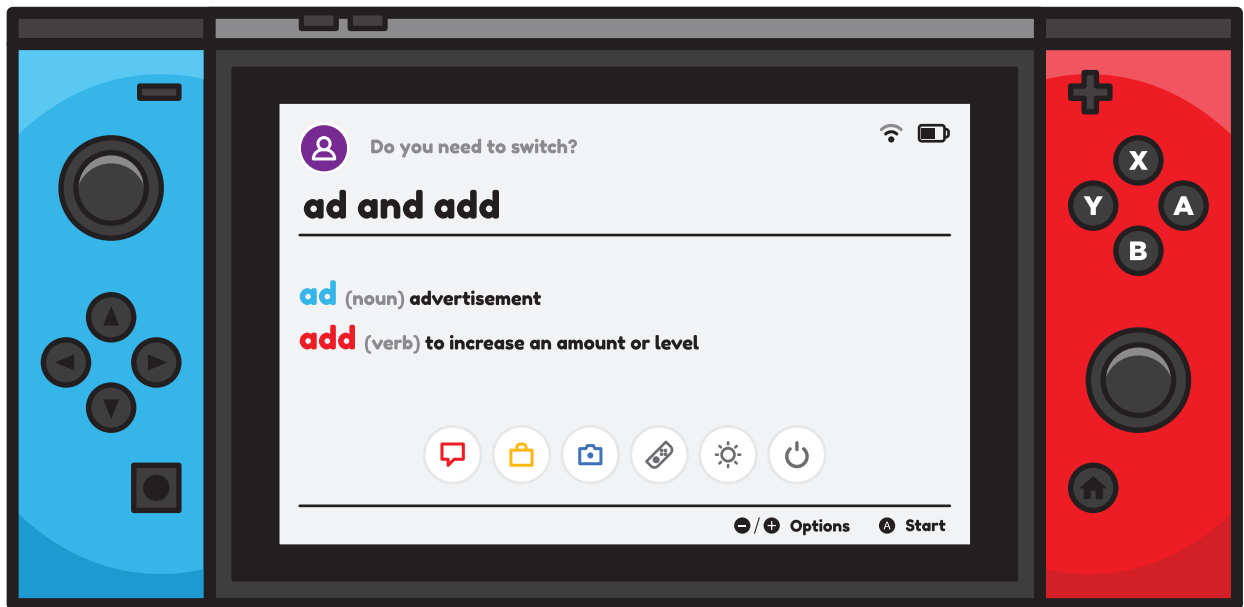 Do you need to switch?
ad and add
ad (noun) advertisement
add (verb) to increase an amount or level
X
Y A
B
−/+ Options A Start